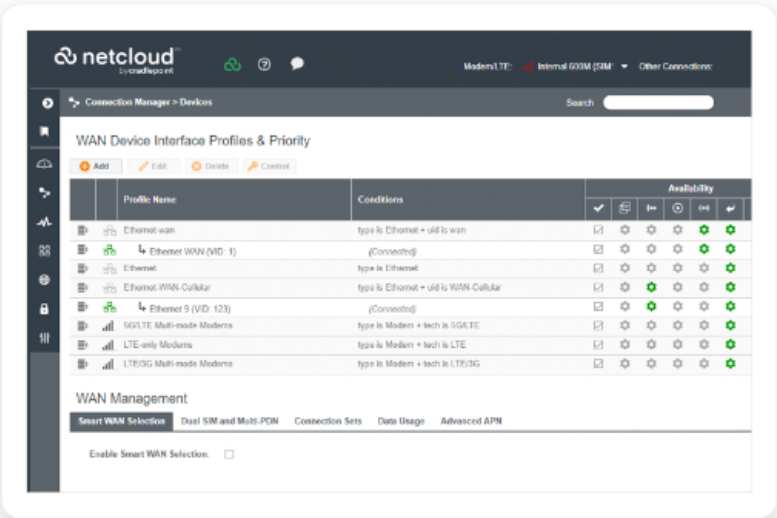 netcloud
by cradlepoint
Modem/LTE: Internal 600M (SIM' Other Connections:
Connection Manager > Devices Search
WAN Device Interface Profiles & Priority
Add Edit Delete Control
Availability
Profile Name Conditions
Ethernet-wan type is Ethernet + uid is wan
Ethernet WAN (VID: 1) (Connected)
Ethernet type is Ethernet
Ethernet-WAN-Cellular type is Ethernet + uid is WAN-Cellular
Ethernet 9 (VID: 123) (Connected)
5G/LTE Multi-mode Modems type is Modem + tech is 5G/LTE
LTE-only Modems type is Modem + tech is LTE
LTE/3G Multi-mode Modems type is Modem + tech is LTE/3G
WAN Management
Smart WAN Selection Dual SIM and Multi-PDN Connection Sets Data Usage Advanced APN
Enable Smart WAN Selection: